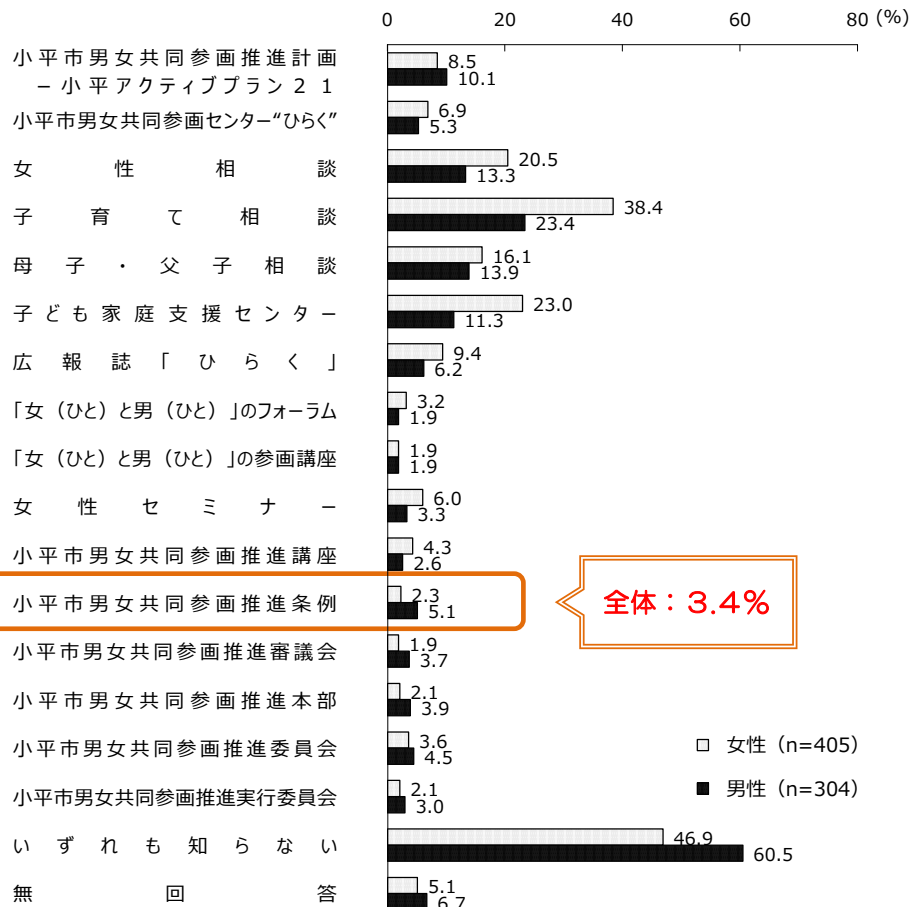 0 20 40 60 80 (%)
小平市男女共同参画推進計画
－小平アクティブプラン２１
8.5
10.1
小平市男女共同参画センター“ひらく”
6.9
5.3
女性相談
20.5
13.3
子育て相談
38.4
23.4
母子・父子相談
16.1
13.9
子ども家庭支援センター
23.0
11.3
広報誌「ひらく」
9.4
6.2
「女（ひと）と男（ひと）」のフォーラム
3.2
1.9
「女（ひと）と男（ひと）」の参画講座
1.9
1.9
女性セミナー
6.0
3.3
小平市男女共同参画推進講座
4.3
2.6
小平市男女共同参画推進条例
2.3
5.1
全体：３.４％
小平市男女共同参画推進審議会
1.9
3.7
小平市男女共同参画推進本部
2.1
3.9
小平市男女共同参画推進委員会
3.6
4.5
女性（n=405）
小平市男女共同参画推進実行委員会
2.1
3.0
男性（n=304）
いずれも知らない
46.9
60.5
無回答
5.1
6.7